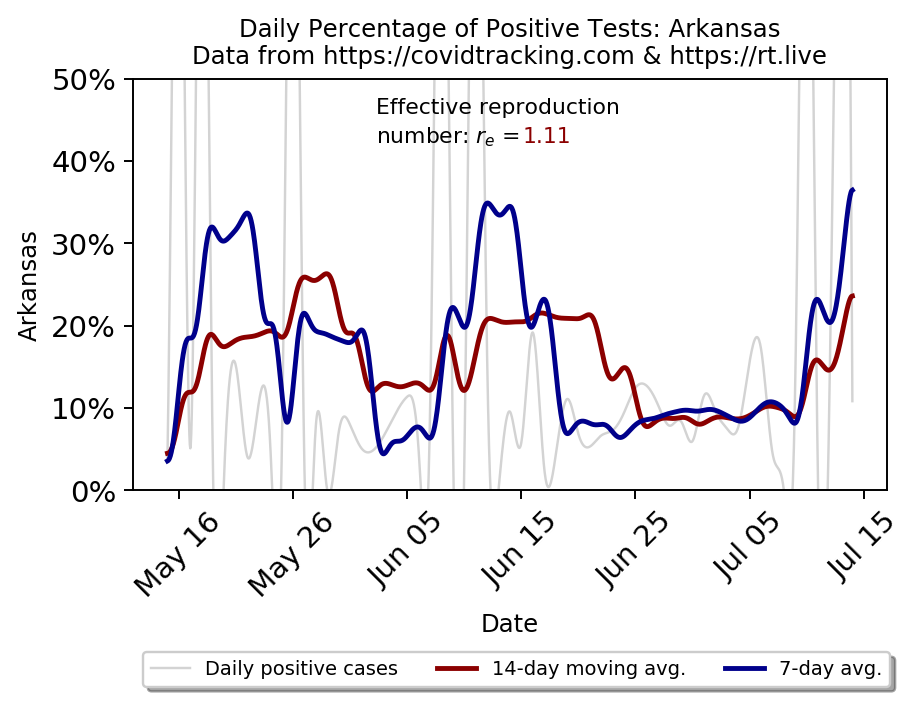 Daily Percentage of Positive Tests: Arkansas
Data from https://covidtracking.com & https://rt.live
50%
40%
30%
20%
10%
0%
Arkansas
Effective reproduction
number: rₑ =1.11
May 16
May 26
Jun 05
Jun 15
Jun 25
Jul 05
Jul 15
Date
Daily positive cases
14-day moving avg.
7-day avg.